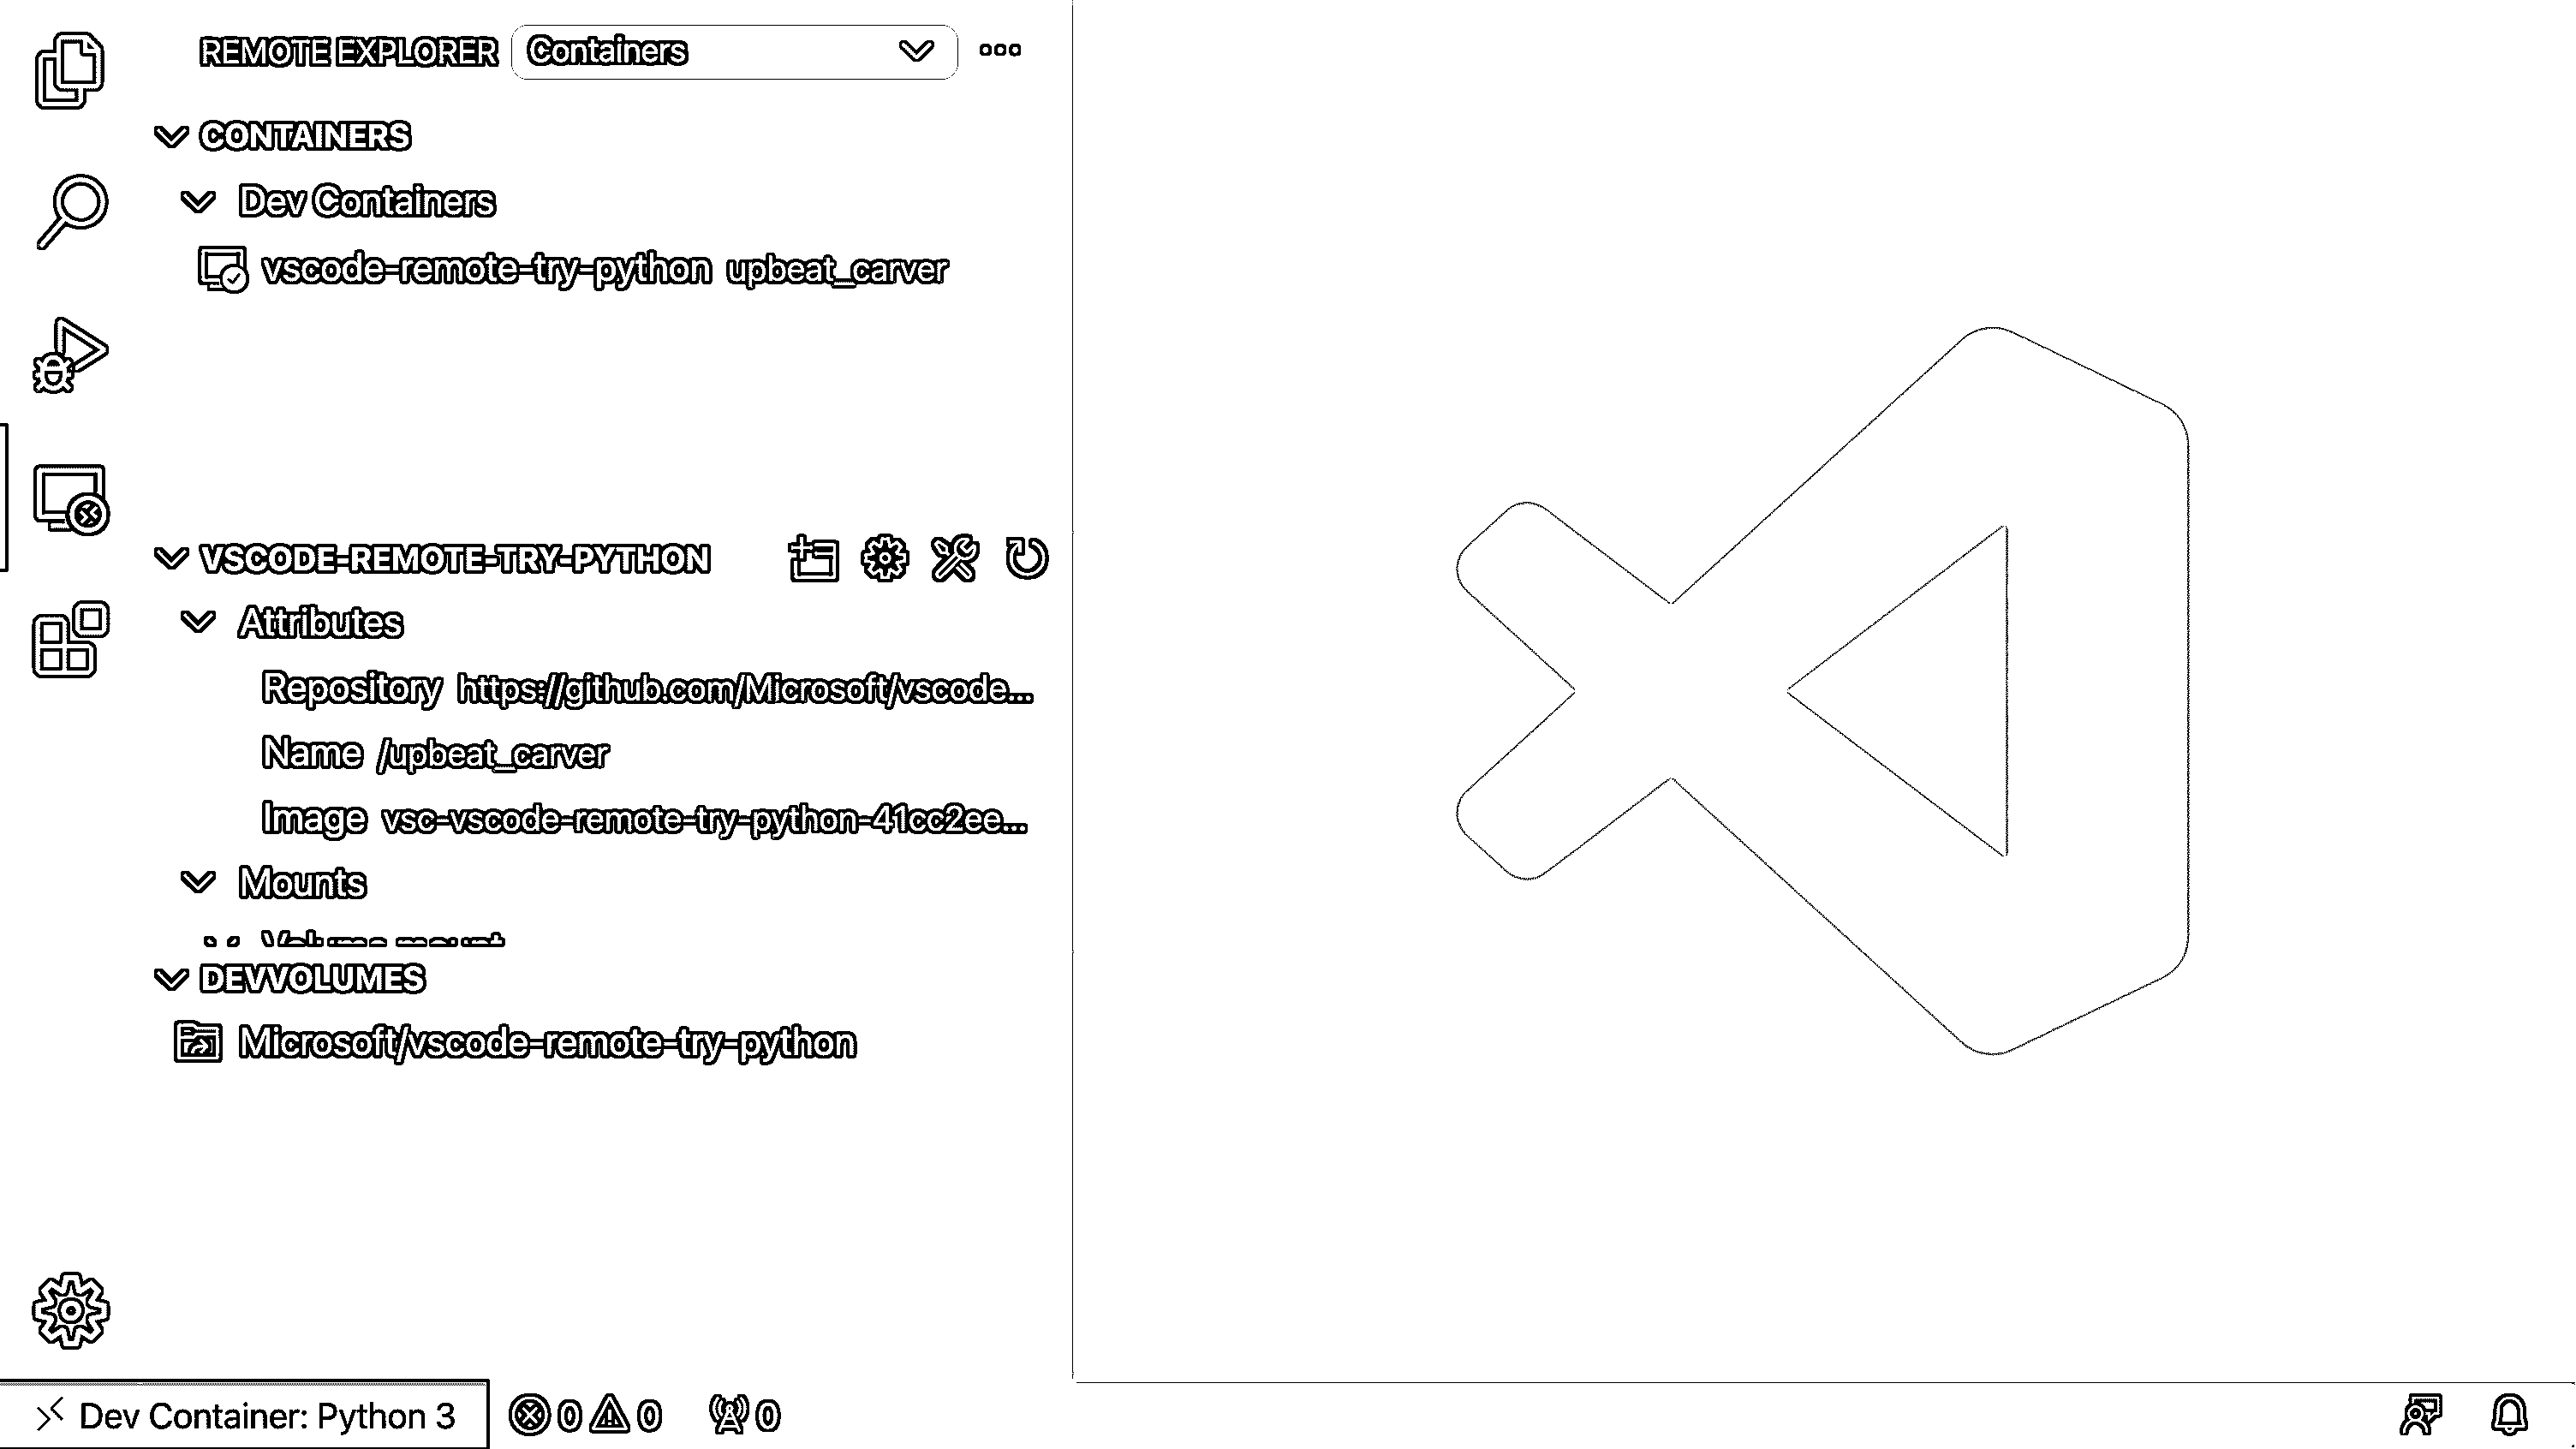 REMOTE EXPLORER Containers
CONTAINERS
Dev Containers
vscode-remote-try-python upbeat_carver
VSCODE-REMOTE-TRY-PYTHON
Attributes
Repository https://github.com/Microsoft/vscode...
Name /upbeat_carver
Image vsc-vscode-remote-try-python-41cc2ee...
Mounts
Volume mount
DEVVOLUMES
Microsoft/vscode-remote-try-python
Dev Container: Python 3 0 0 0